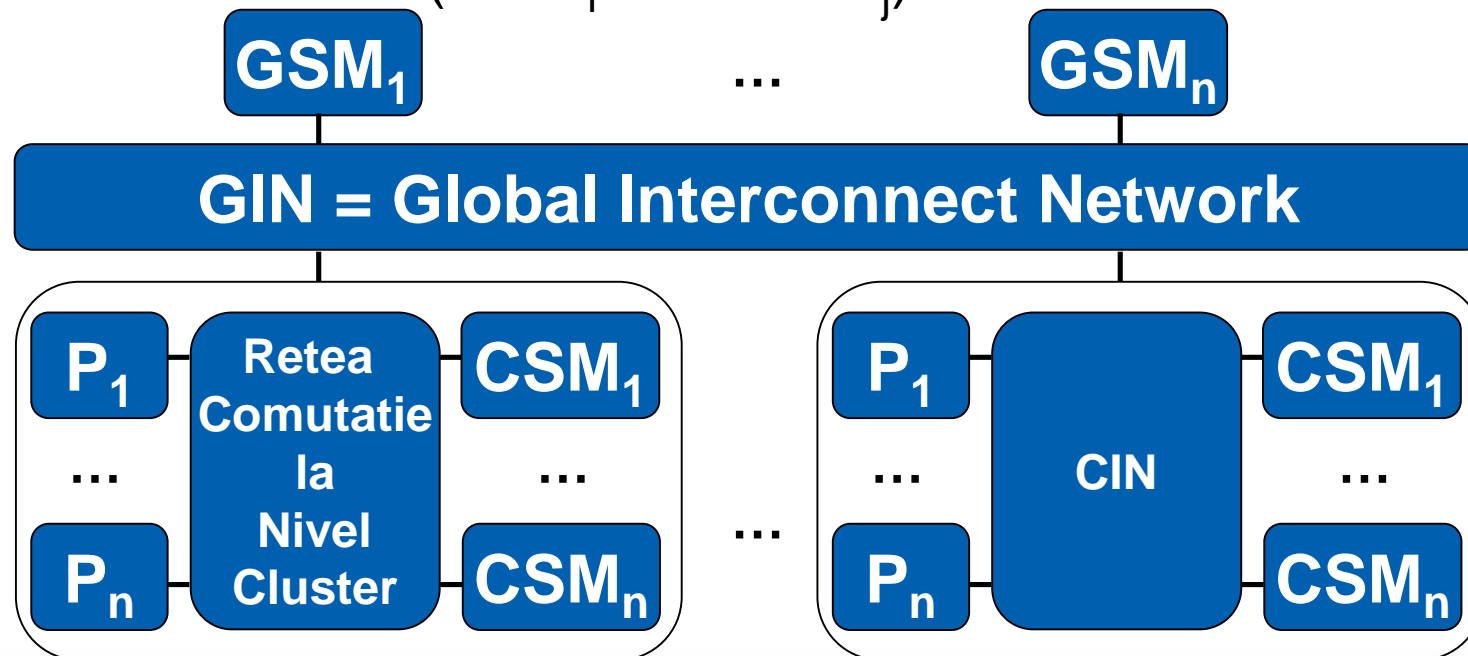 GSM₁ ... GSMₙ
GIN = Global Interconnect Network
P₁ Retea CSM₁ P₁ CSM₁
Comutatie
... la ... ... CIN ...
Nivel ...
Pₙ Cluster CSMₙ Pₙ CSMₙ